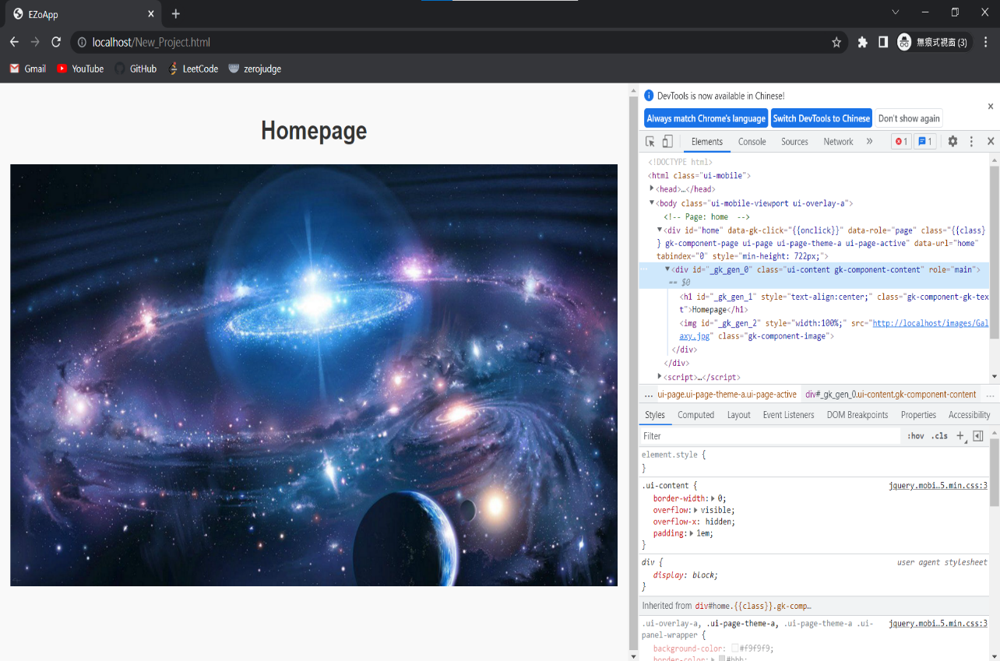 EZoApp
localhost/New_Project.html
無痕式視窗 (3)
Gmail YouTube GitHub LeetCode zerojudge
Homepage
DevTools is now available in Chinese!
Always match Chrome's language Switch DevTools to Chinese Don't show again
Elements Console Sources Network » 1 1
<!DOCTYPE html>
<html class="ui-mobile">
<head>…</head>
<body class="ui-mobile-viewport ui-overlay-a">
<!-- Page: home -->
<div id="home" data-gk-click="{{onclick}}" data-role="page" class="{{class}
} gk-component-page ui-page ui-page-theme-a ui-page-active" data-url="home"
tabindex="0" style="min-height: 722px;">
<div id="_gk_gen_0" class="ui-content gk-component-content" role="main">
== $0
<h1 id="_gk_gen_1" style="text-align:center;" class="gk-component-gk-tex
t">Homepage</h1>
<img id="_gk_gen_2" style="width:100%;" src="http://localhost/images/Gal
axy.jpg" class="gk-component-image">
</div>
</div>
<script>…</script>
… ui-page.ui-page-theme-a.ui-page-active div#_gk_gen_0.ui-content.gk-component-content …
Styles Computed Layout Event Listeners DOM Breakpoints Properties Accessibility
Filter :hov .cls +
element.style {
}
.ui-content { jquery.mobi…5.min.css:3
border-width: 0;
overflow: visible;
overflow-x: hidden;
padding: 1em;
}
div { user agent stylesheet
display: block;
}
Inherited from div#home.{{class}}.gk-comp…
.ui-overlay-a, .ui-page-theme-a, .ui-page-theme-a .ui- jquery.mobi…5.min.css:3
panel-wrapper {
background-color: #f9f9f9;
border-color: #bbb;